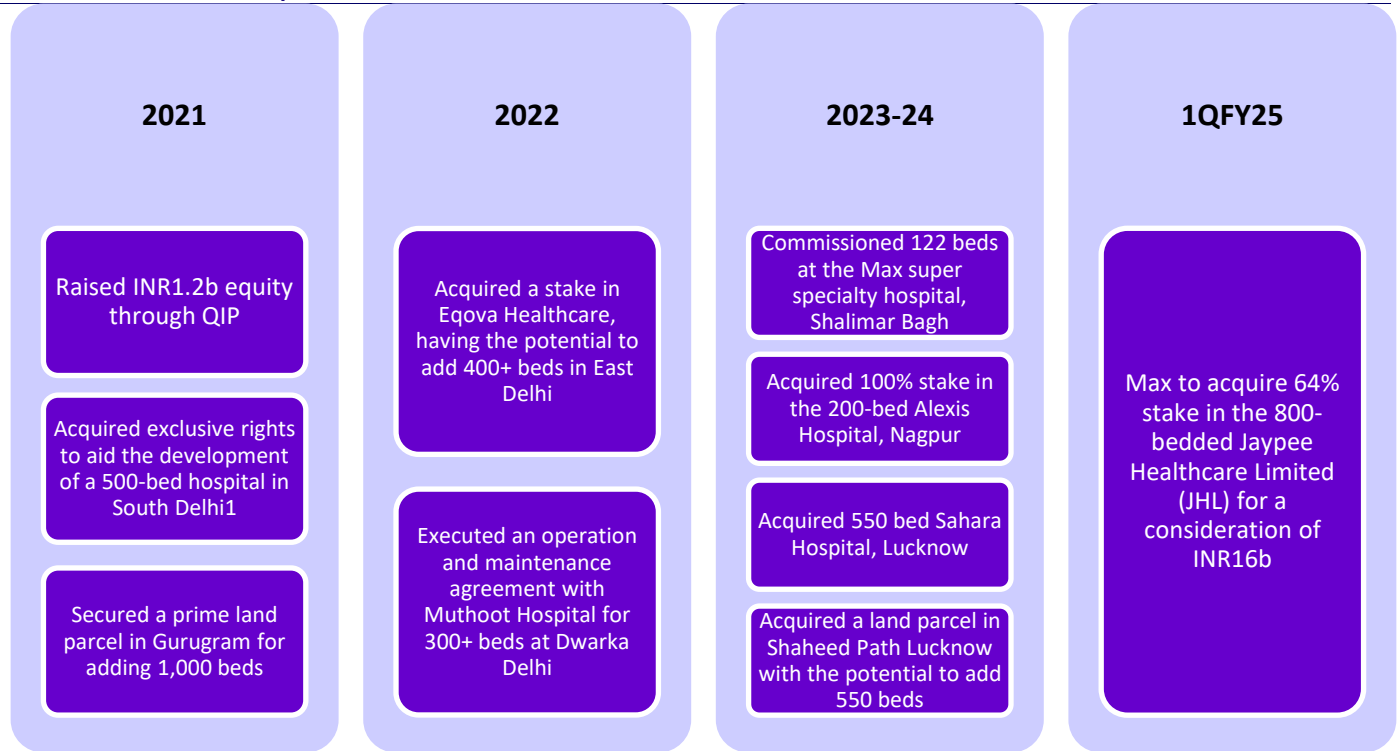 2021
Raised INR1.2b equity
through QIP
Acquired exclusive rights
to aid the development
of a 500-bed hospital in
South Delhi1
Secured a prime land
parcel in Gurugram for
adding 1,000 beds
2022
Acquired a stake in
Eqova Healthcare,
having the potential to
add 400+ beds in East
Delhi
Executed an operation
and maintenance
agreement with
Muthoot Hospital for
300+ beds at Dwarka
Delhi
2023-24
Commissioned 122 beds
at the Max super
specialty hospital,
Shalimar Bagh
Acquired 100% stake in
the 200-bed Alexis
Hospital, Nagpur
Acquired 550 bed Sahara
Hospital, Lucknow
Acquired a land parcel in
Shaheed Path Lucknow
with the potential to add
550 beds
1QFY25
Max to acquire 64%
stake in the 800-
bedded Jaypee
Healthcare Limited
(JHL) for a
consideration of
INR16b